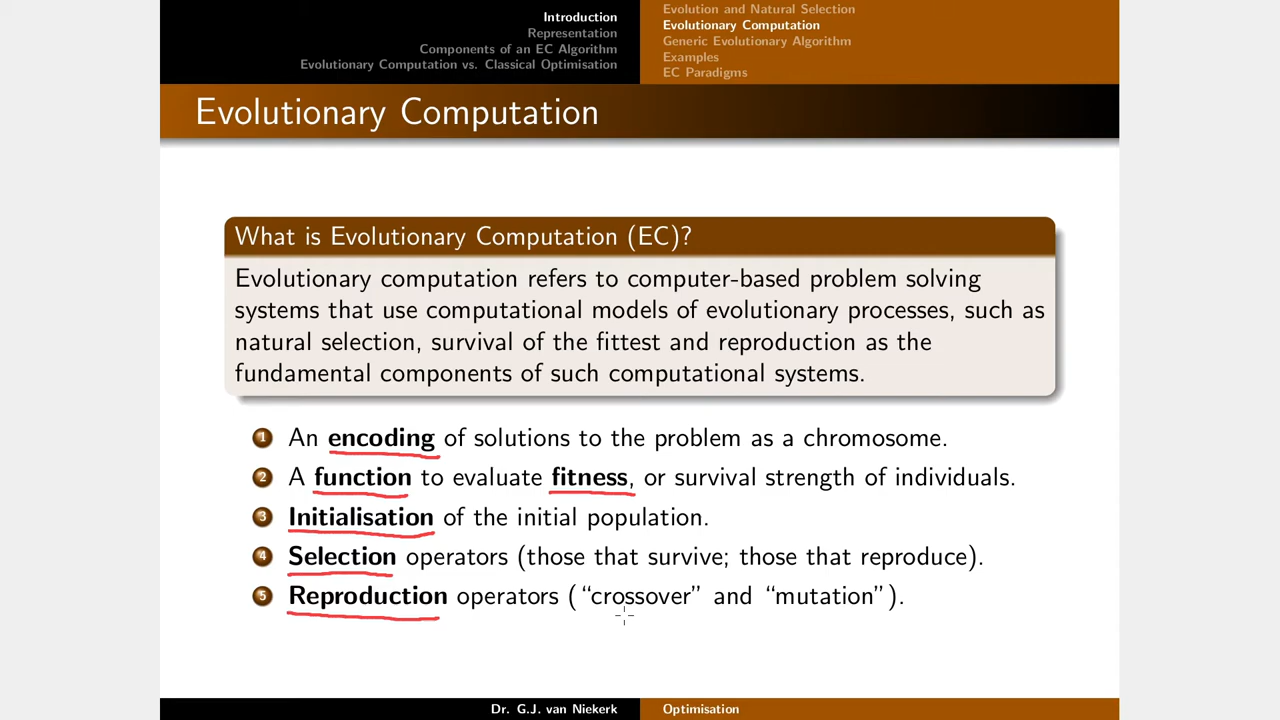 Introduction
Representation
Components of an EC Algorithm
Evolutionary Computation vs. Classical Optimisation
Evolution and Natural Selection
Evolutionary Computation
Generic Evolutionary Algorithm
Examples
EC Paradigms
Evolutionary Computation
What is Evolutionary Computation (EC)?
Evolutionary computation refers to computer-based problem solving
systems that use computational models of evolutionary processes, such as
natural selection, survival of the fittest and reproduction as the
fundamental components of such computational systems.
1 An encoding of solutions to the problem as a chromosome.
2 A function to evaluate fitness, or survival strength of individuals.
3 Initialisation of the initial population.
4 Selection operators (those that survive; those that reproduce).
5 Reproduction operators (“crossover” and “mutation”).
Dr. G.J. van Niekerk
Optimisation